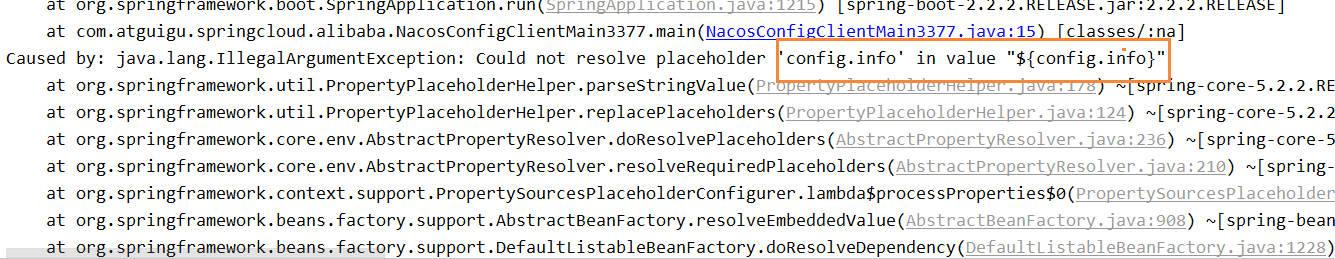 at org.springframework.boot.SpringApplication.run(SpringApplication.java:1215) [spring-boot-2.2.2.RELEASE.jar:2.2.2.RELEASE]
at com.atguigu.springcloud.alibaba.NacosConfigClientMain3377.main(NacosConfigClientMain3377.java:15) [classes/:na]
Caused by: java.lang.IllegalArgumentException: Could not resolve placeholder 'config.info' in value "${config.info}"
at org.springframework.util.PropertyPlaceholderHelper.parseStringValue(PropertyPlaceholderHelper.java:178) ~[spring-core-5.2.2.RE
at org.springframework.util.PropertyPlaceholderHelper.replacePlaceholders(PropertyPlaceholderHelper.java:124) ~[spring-core-5.2.2
at org.springframework.core.env.AbstractPropertyResolver.doResolvePlaceholders(AbstractPropertyResolver.java:236) ~[spring-core-5
at org.springframework.core.env.AbstractPropertyResolver.resolveRequiredPlaceholders(AbstractPropertyResolver.java:210) ~[spring-
at org.springframework.context.support.PropertySourcesPlaceholderConfigurer.lambda$processProperties$0(PropertySourcesPlaceholder
at org.springframework.beans.factory.support.AbstractBeanFactory.resolveEmbeddedValue(AbstractBeanFactory.java:908) ~[spring-bean
at org.springframework.beans.factory.support.DefaultListableBeanFactory.doResolveDependency(DefaultListableBeanFactory.java:1228)